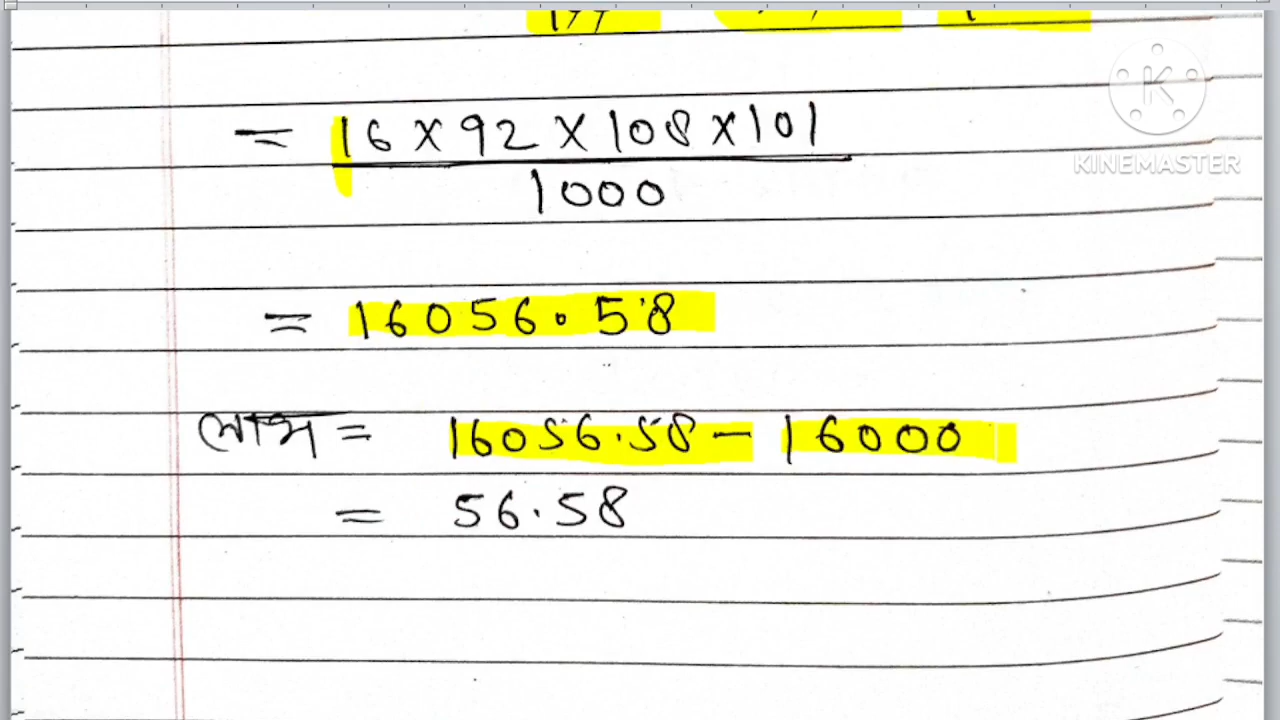 KINEMASTER
= 16 X 92 X 108 X 101
1000
= 16056.58
লাভ = 16056.58 - 16000
= 56.58